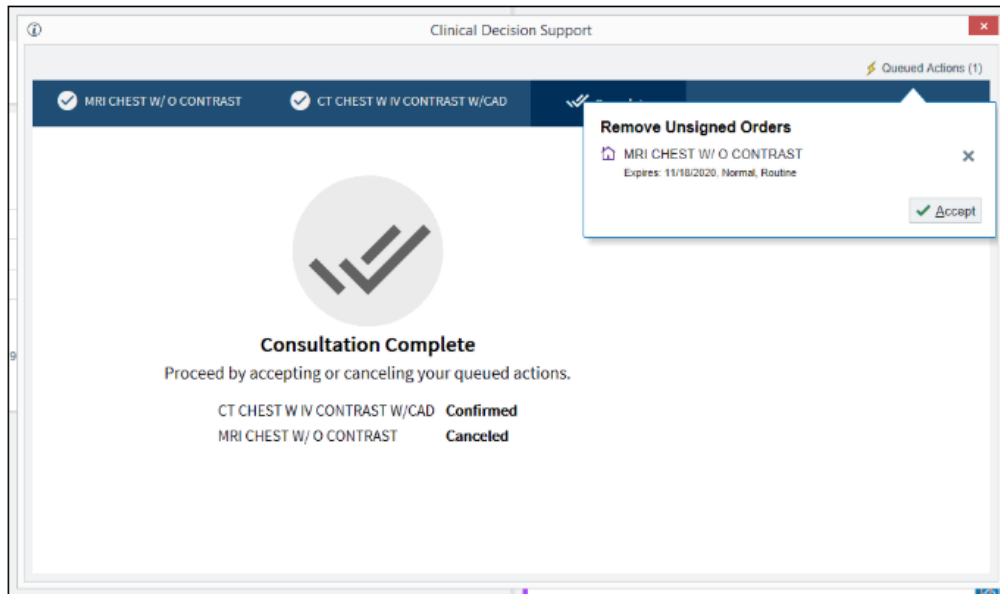 Clinical Decision Support
Queued Actions (1)
MRI CHEST W/ O CONTRAST
CT CHEST W IV CONTRAST W/CAD
Remove Unsigned Orders
MRI CHEST W/ O CONTRAST
Expires: 11/18/2020, Normal, Routine
Accept
Consultation Complete
Proceed by accepting or canceling your queued actions.
CT CHEST W IV CONTRAST W/CAD Confirmed
MRI CHEST W/ O CONTRAST Canceled
9